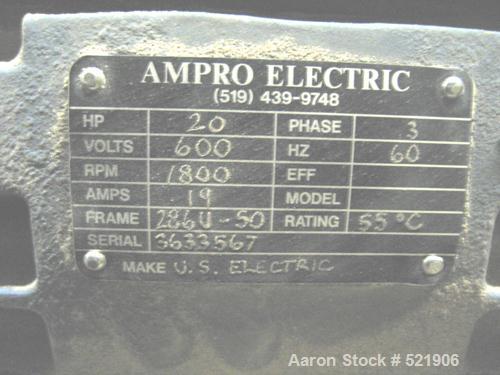 AMPRO ELECTRIC
(519) 439-9748
HP 20 PHASE 3
VOLTS 600 HZ 60
RPM 1800 EFF
AMPS 19 MODEL
FRAME 286U-50 RATING 55°C
SERIAL 3633567
MAKE U.S. ELECTRIC
Aaron Stock # 521906